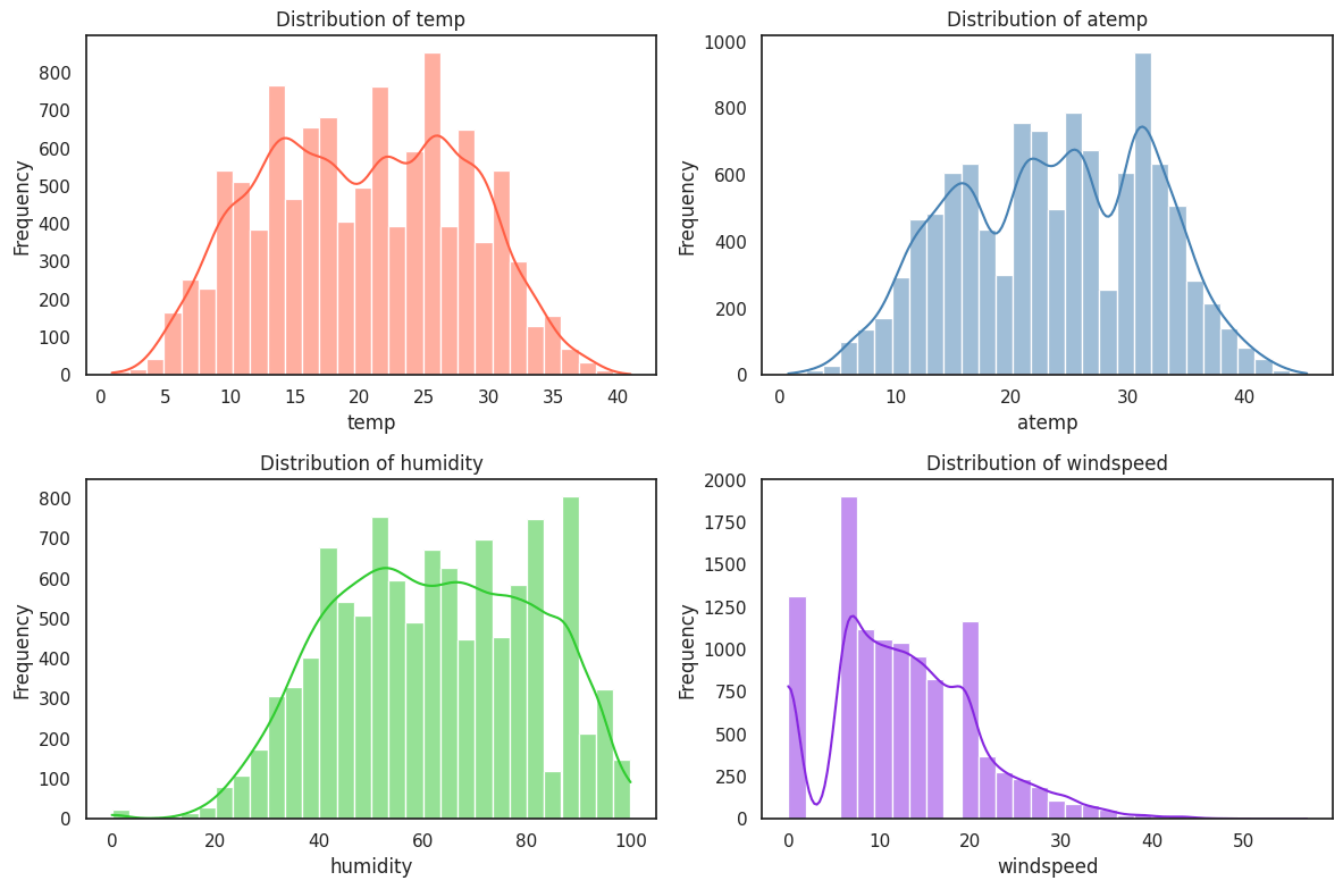 Distribution of temp
Frequency
800
700
600
500
400
300
200
100
0
0 5 10 15 20 25 30 35 40
temp
Distribution of atemp
Frequency
1000
800
600
400
200
0
0 10 20 30 40
atemp
Distribution of humidity
Frequency
800
700
600
500
400
300
200
100
0
0 20 40 60 80 100
humidity
Distribution of windspeed
Frequency
2000
1750
1500
1250
1000
750
500
250
0
0 10 20 30 40 50
windspeed